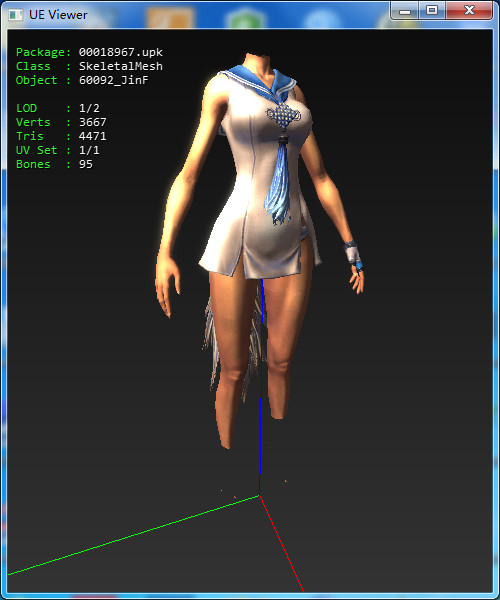 UE Viewer
Package: 00018967.upk
Class : SkeletalMesh
Object : 60092_JinF
LOD : 1/2
Verts : 3667
Tris : 4471
UV Set : 1/1
Bones : 95